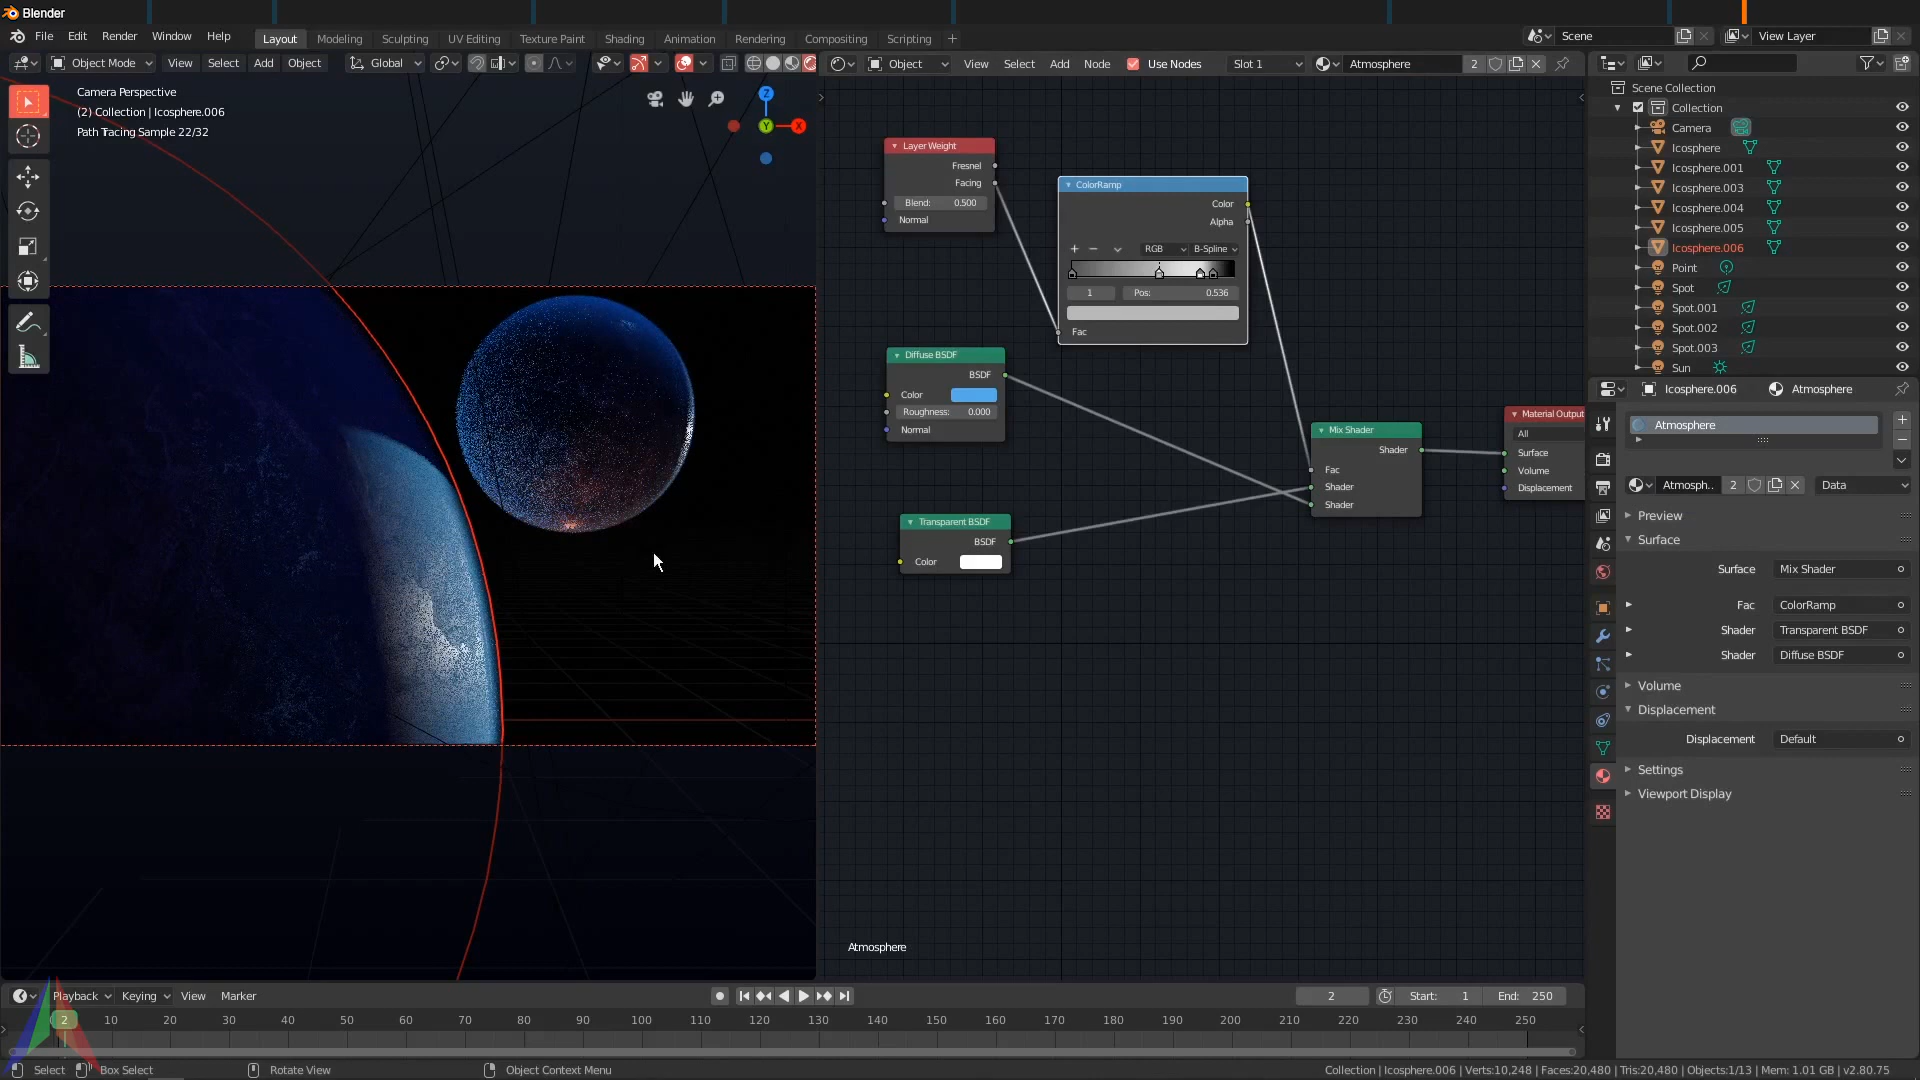 Blender
File Edit Render Window Help
Layout Modeling Sculpting UV Editing Texture Paint Shading Animation Rendering Compositing Scripting
Scene
View Layer
Object Mode View Select Add Object Global
Object View Select Add Node Use Nodes Slot 1 Atmosphere 2
Camera Perspective
(2) Collection | Icosphere.006
Path Tracing Sample 22/32
Z
Y
X
Layer Weight
Fresnel
Facing
Blend: 0.500
Normal
ColorRamp
Color
Alpha
RGB B-Spline
1 Pos: 0.536
Fac
Diffuse BSDF
BSDF
Color
Roughness: 0.000
Normal
Transparent BSDF
BSDF
Color
Mix Shader
Shader
Fac
Shader
Shader
Material Output
All
Surface
Volume
Displacement
Atmosphere
Scene Collection
Collection
Camera
Icosphere
Icosphere.001
Icosphere.003
Icosphere.004
Icosphere.005
Icosphere.006
Point
Spot
Spot.001
Spot.002
Spot.003
Sun
Icosphere.006 Atmosphere
Atmosphere
Atmosph.. 2 Data
Preview
Surface
Surface Mix Shader
Fac ColorRamp
Shader Transparent BSDF
Shader Diffuse BSDF
Volume
Displacement
Displacement Default
Settings
Viewport Display
Playback Keying View Marker
2 Start: 1 End: 250
2 10 20 30 40 50 60 70 80 90 100 110 120 130 140 150 160 170 180 190 200 210 220 230 240 250
Select Box Select Rotate View Object Context Menu
Collection | Icosphere.006 | Verts:10,248 | Faces:20,480 | Tris:20,480 | Objects:1/13 | Mem: 1.01 GB | v2.80.75